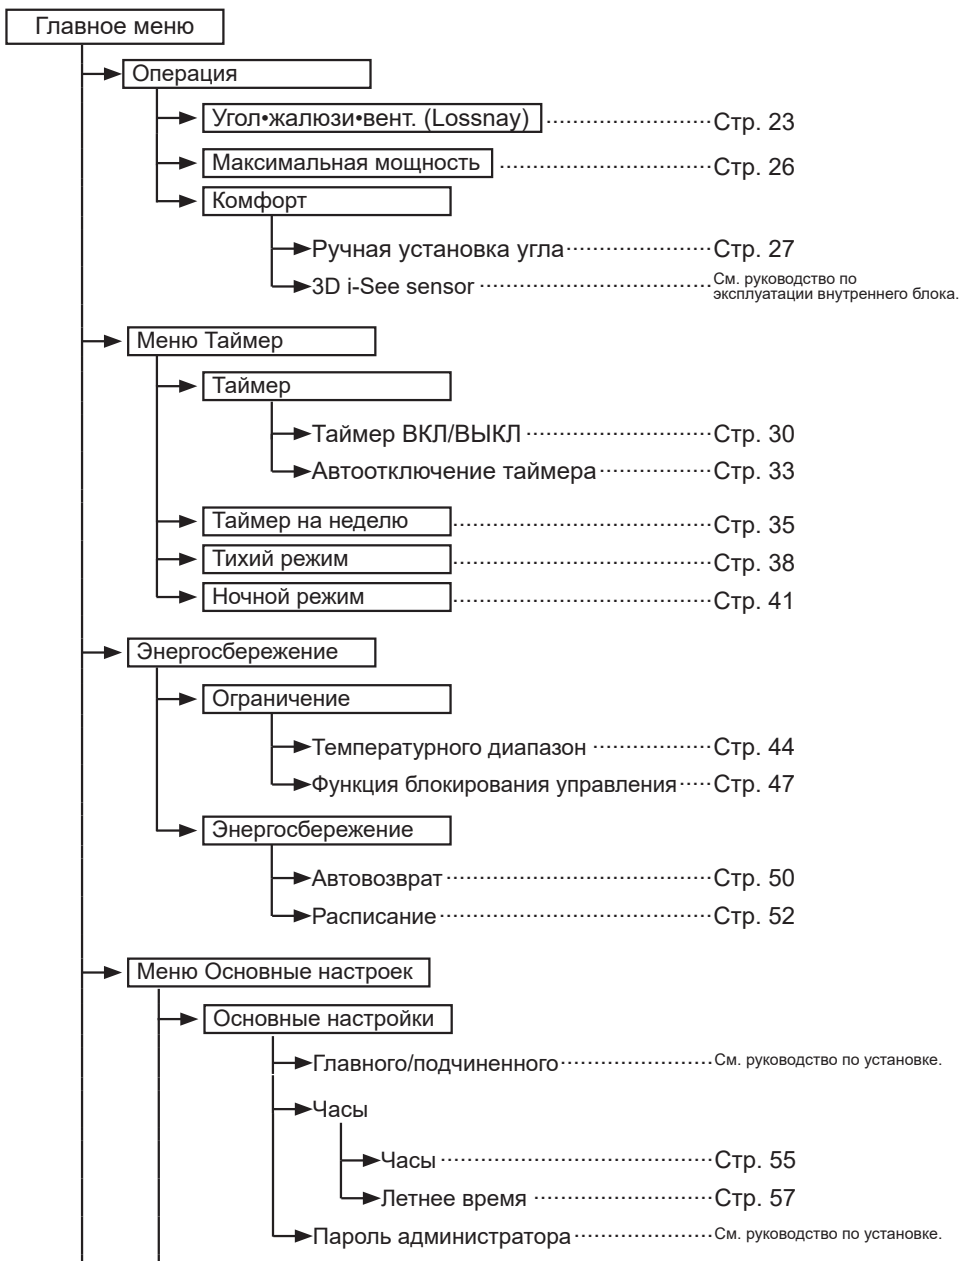 Главное меню
Операция
Угол•жалюзи•вент. (Lossnay) Стр. 23
Максимальная мощность Стр. 26
Комфорт
Ручная установка угла Стр. 27
3D i-See sensor См. руководство по
эксплуатации внутреннего блока.
Меню Таймер
Таймер
Таймер ВКЛ/ВЫКЛ Стр. 30
Автоотключение таймера Стр. 33
Таймер на неделю Стр. 35
Тихий режим Стр. 38
Ночной режим Стр. 41
Энергосбережение
Ограничение
Температурного диапазон Стр. 44
Функция блокирования управления Стр. 47
Энергосбережение
Автовозврат Стр. 50
Расписание Стр. 52
Меню Основные настроек
Основные настройки
Главного/подчиненного См. руководство по установке.
Часы
Часы Стр. 55
Летнее время Стр. 57
Пароль администратора См. руководство по установке.